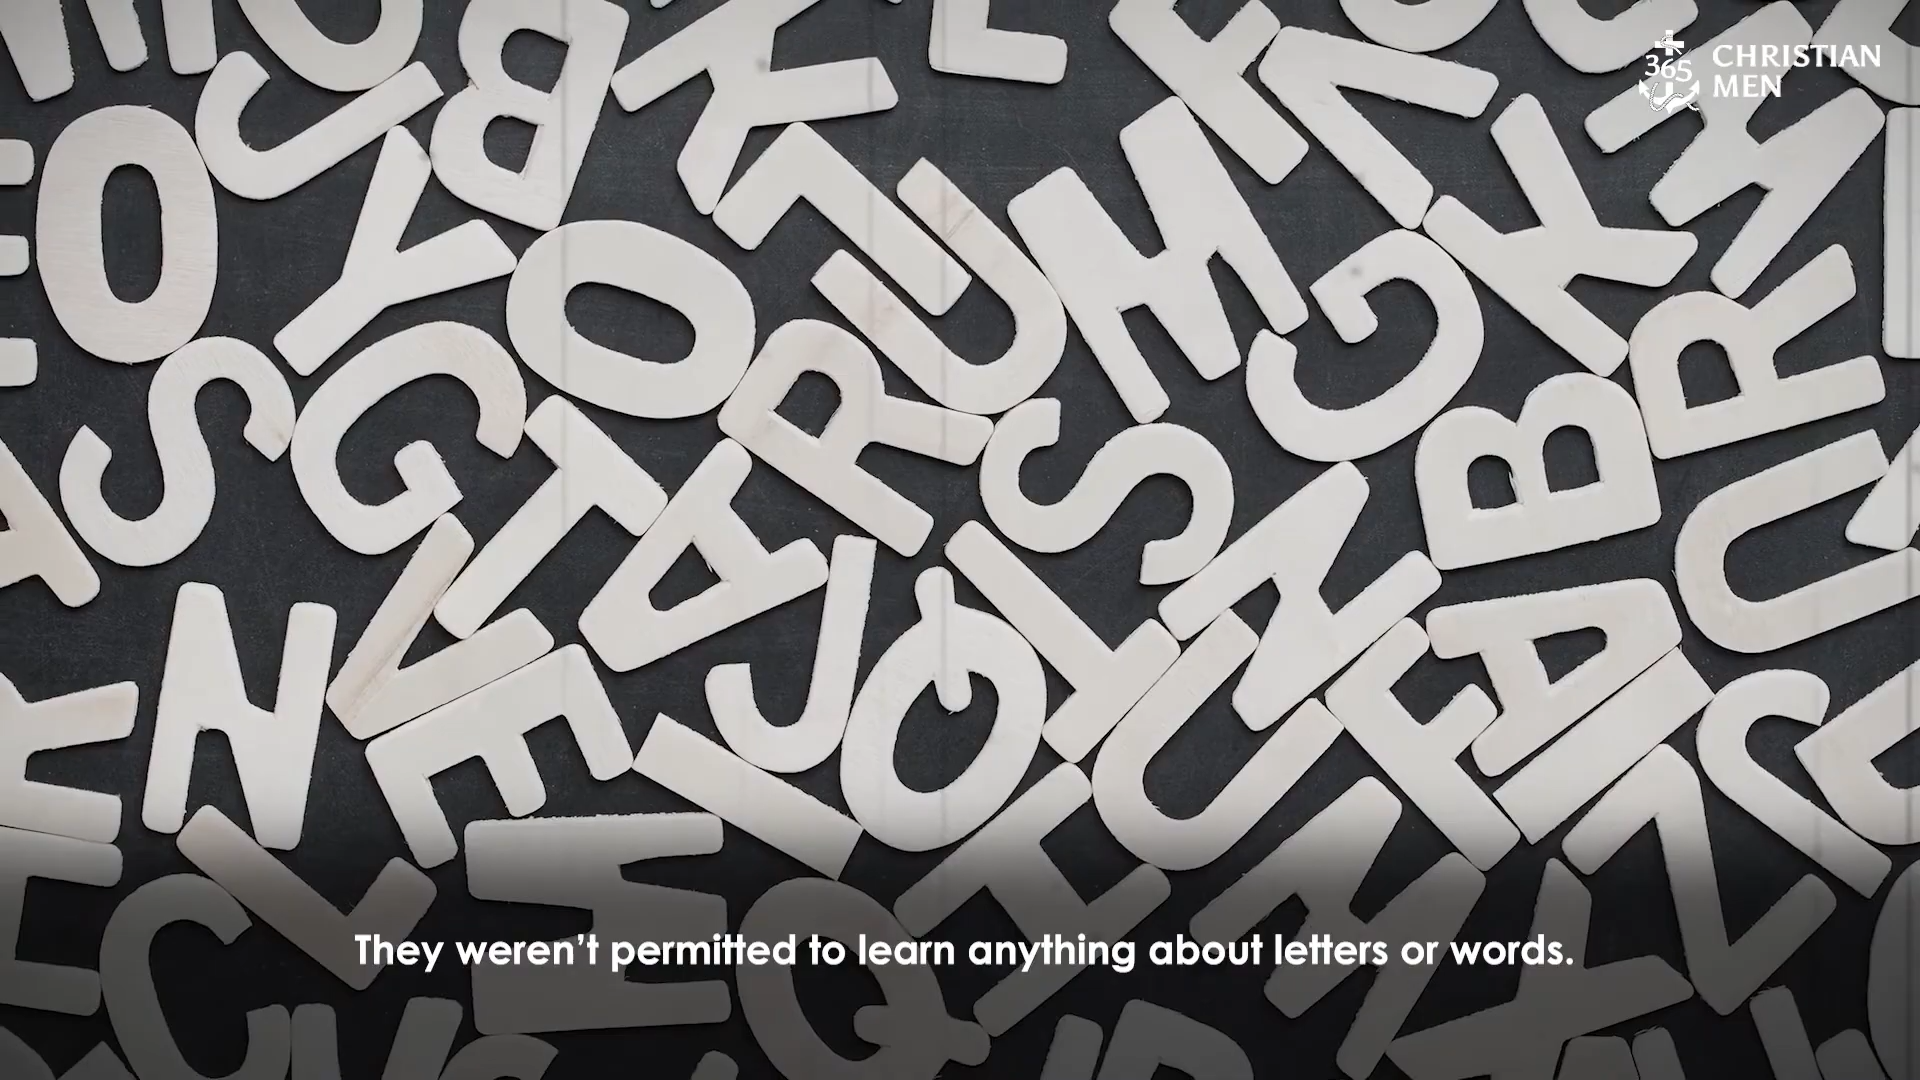 365 CHRISTIAN
MEN
They weren't permitted to learn anything about letters or words.